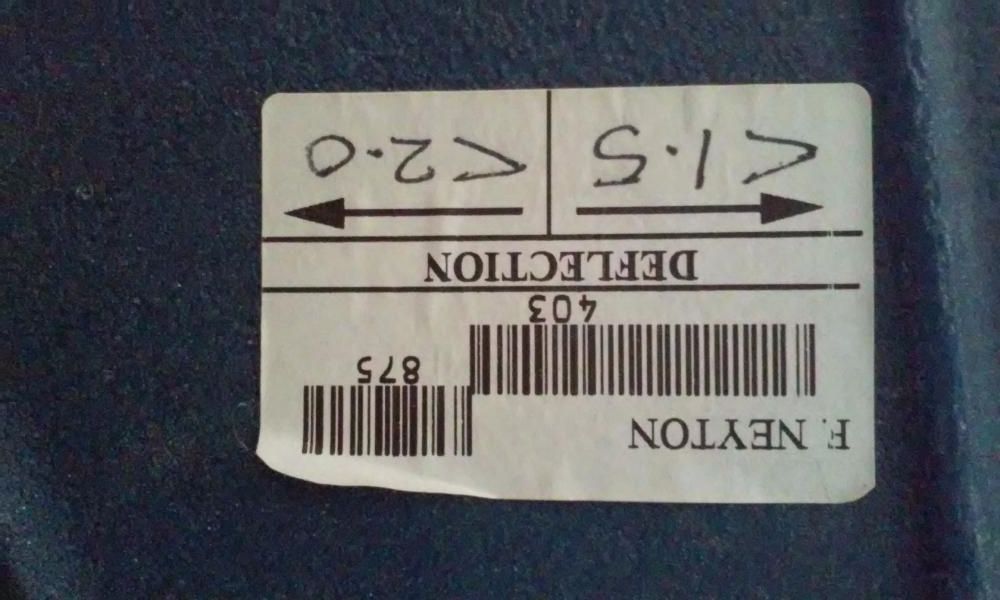 F. NEYTON
875
403
DEFLECTION
<1.5 <2.0